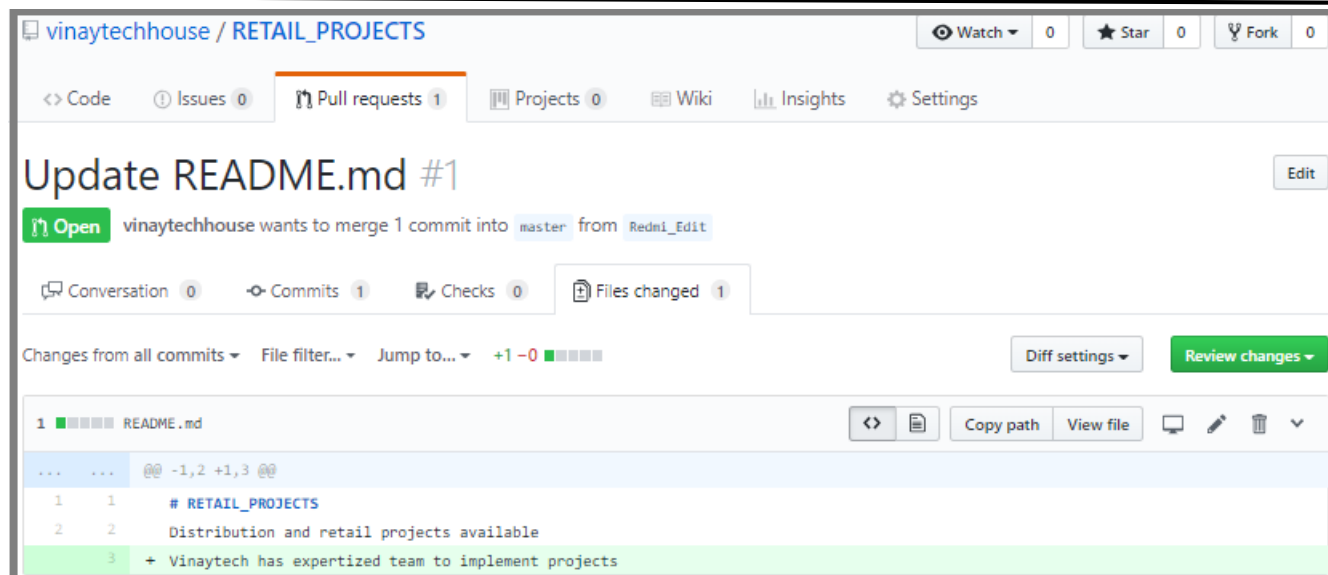 vinaytechhouse / RETAIL_PROJECTS
Watch 0 Star 0 Fork 0
<> Code Issues 0 Pull requests 1 Projects 0 Wiki Insights Settings
Update README.md #1
Edit
Open vinaytechhouse wants to merge 1 commit into master from Redmi_Edit
Conversation 0 Commits 1 Checks 0 Files changed 1
Changes from all commits File filter... Jump to... +1 −0
Diff settings Review changes
1 README.md <> Copy path View file
... ... @@ -1,2 +1,3 @@
1 1 # RETAIL_PROJECTS
2 2 Distribution and retail projects available
3 + Vinaytech has expertized team to implement projects